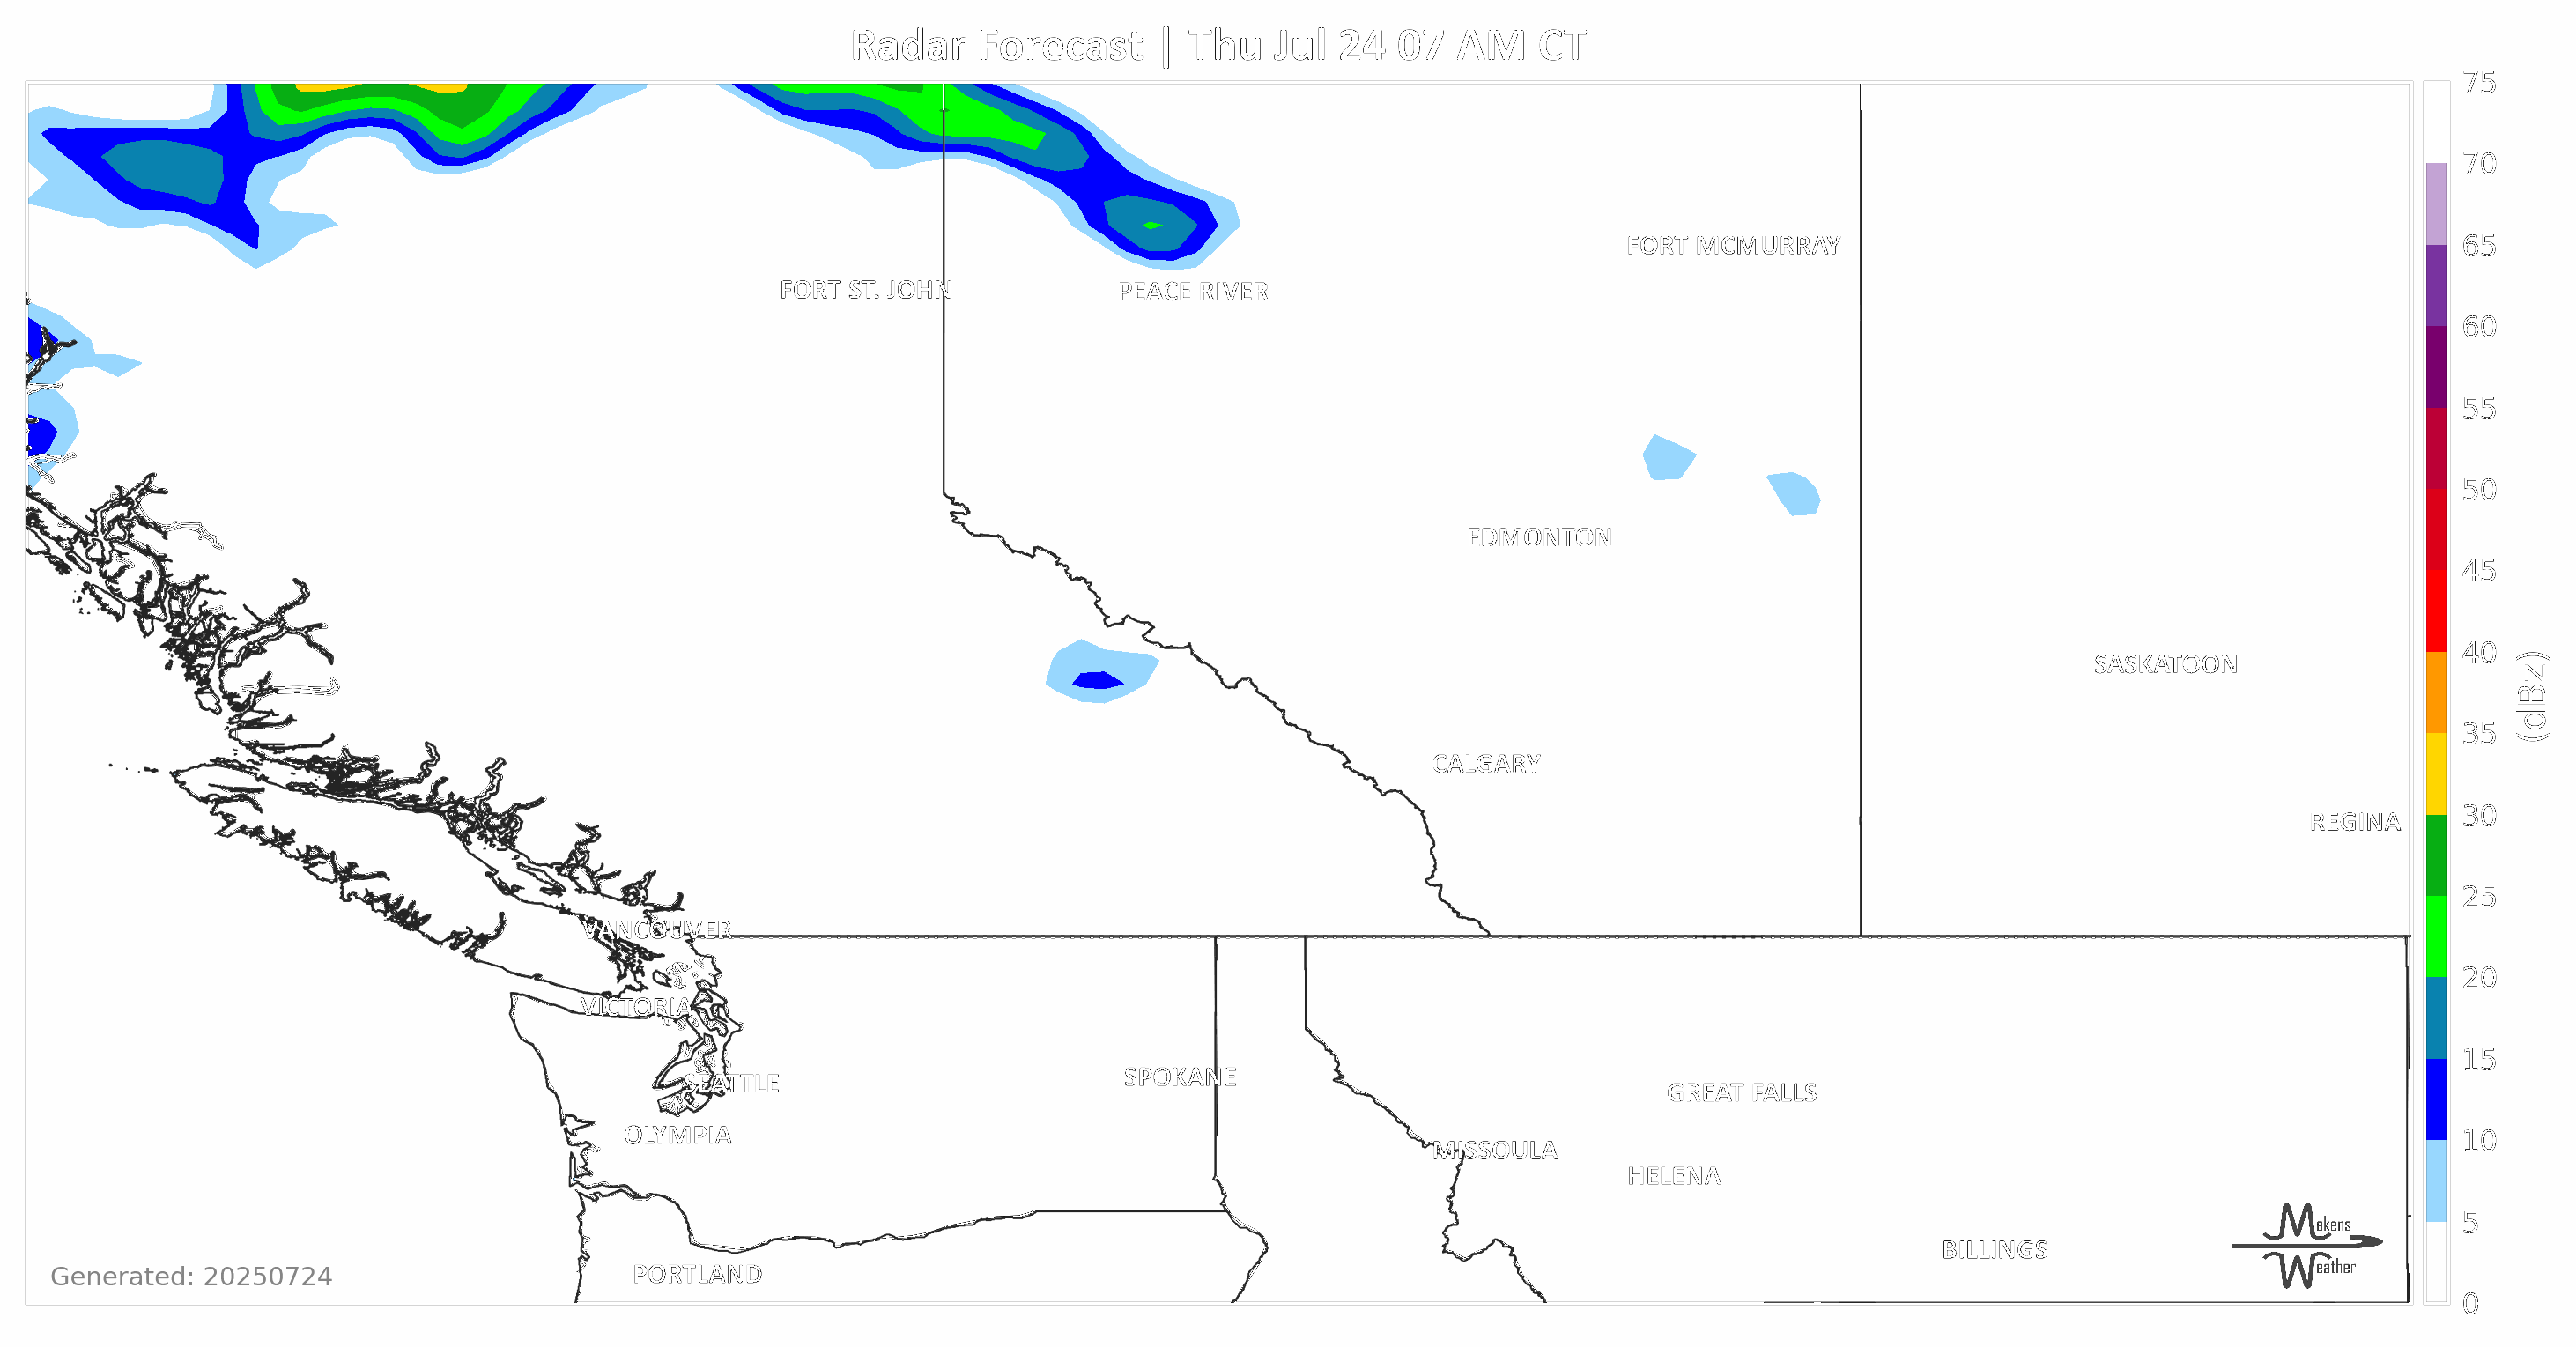 Radar Forecast | Thu Jul 24 07 AM CT
75
70
FORT MCMURRAY
65
FORT ST. JOHN
PEACE RIVER
60
55
50
EDMONTON
45
40
SASKATOON
(dBz)
35
CALGARY
30
REGINA
25
VANCOUVER
20
VICTORIA
15
SEATTLE
SPOKANE
GREAT FALLS
OLYMPIA
10
MISSOULA
HELENA
5
Makens
Weather
BILLINGS
PORTLAND
Generated: 20250724
0